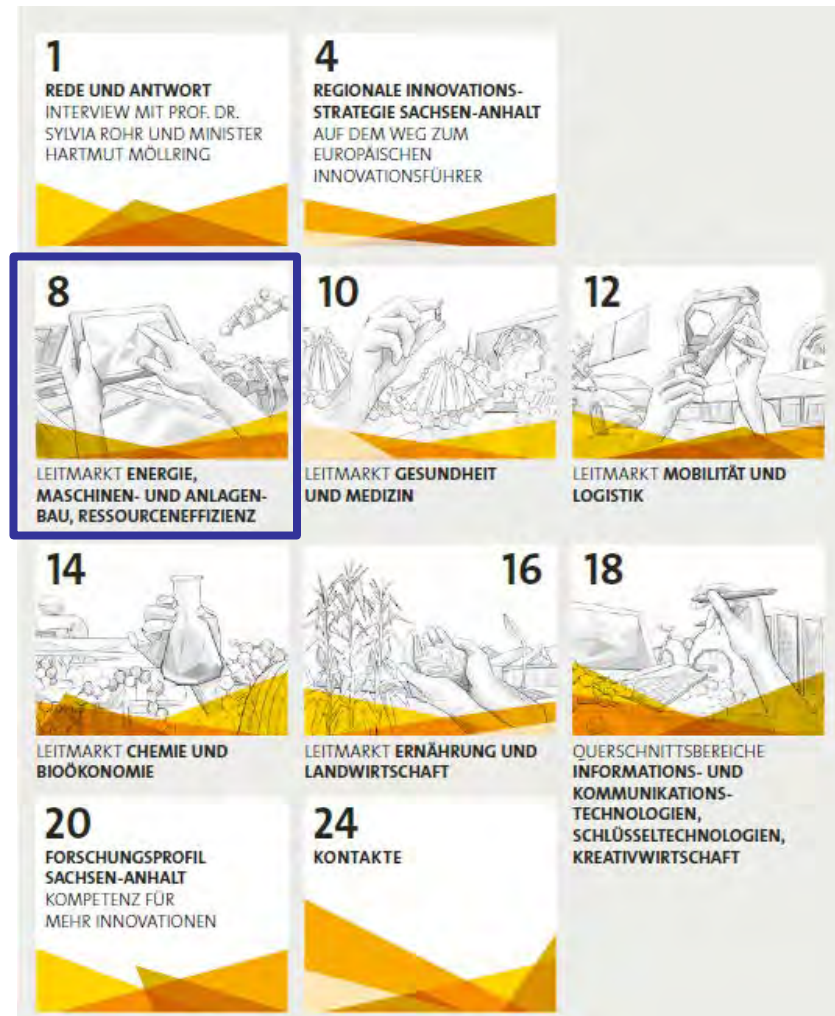 1
REDE UND ANTWORT
INTERVIEW MIT PROF. DR.
SYLVIA ROHR UND MINISTER
HARTMUT MÖLLRING
4
REGIONALE INNOVATIONS-
STRATEGIE SACHSEN-ANHALT
AUF DEM WEG ZUM
EUROPÄISCHEN
INNOVATIONSFÜHRER
8
LEITMARKT ENERGIE,
MASCHINEN- UND ANLAGEN-
BAU, RESSOURCENEFFIZIENZ
10
LEITMARKT GESUNDHEIT
UND MEDIZIN
12
LEITMARKT MOBILITÄT UND
LOGISTIK
14
LEITMARKT CHEMIE UND
BIOÖKONOMIE
16
LEITMARKT ERNÄHRUNG UND
LANDWIRTSCHAFT
18
QUERSCHNITTSBEREICHE
INFORMATIONS- UND
KOMMUNIKATIONS-
TECHNOLOGIEN,
SCHLÜSSELTECHNOLOGIEN,
KREATIVWIRTSCHAFT
20
FORSCHUNGSPROFIL
SACHSEN-ANHALT
KOMPETENZ FÜR
MEHR INNOVATIONEN
24
KONTAKTE